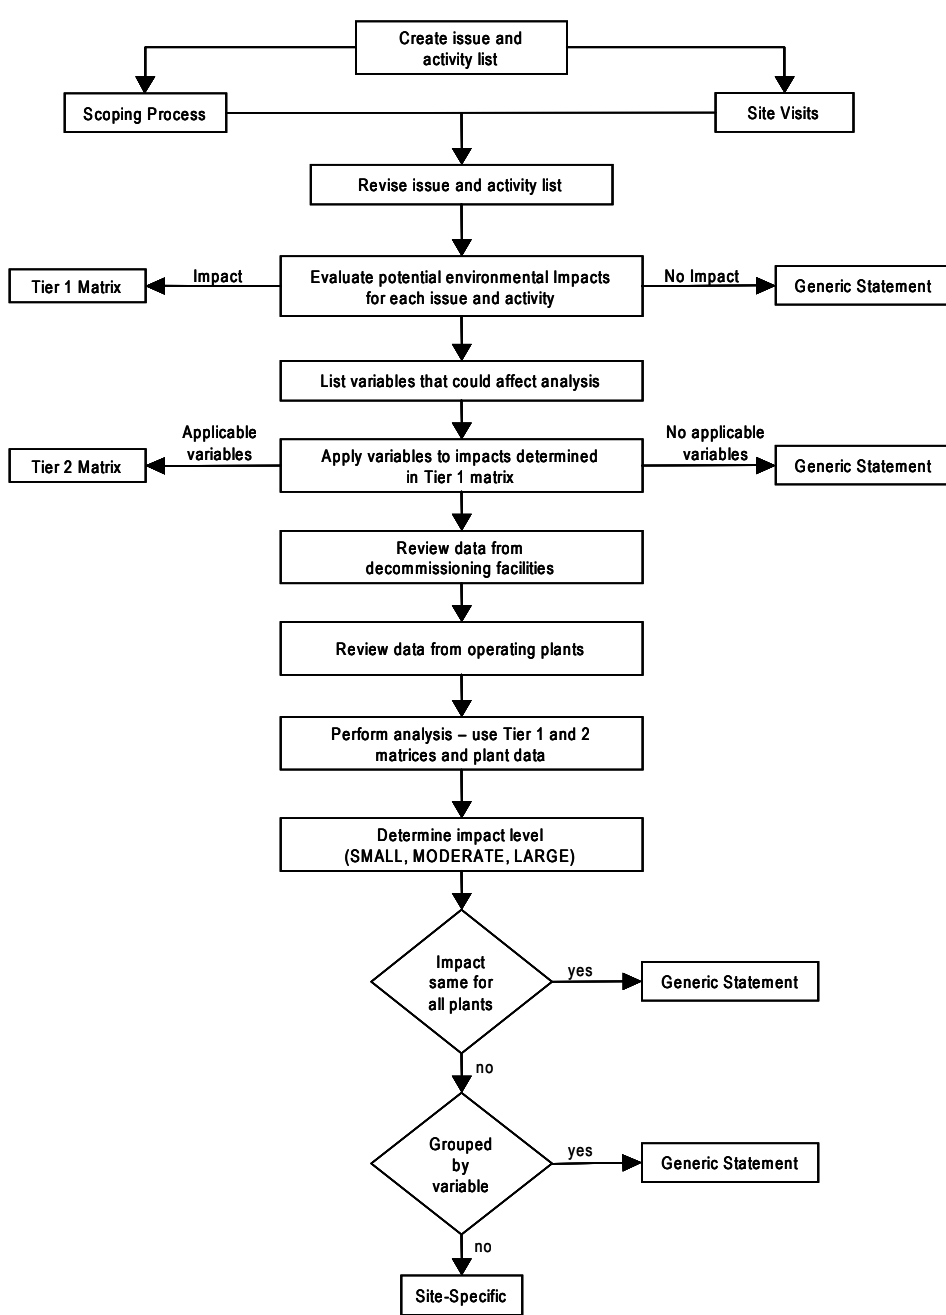 Create issue and
activity list
Scoping Process
Site Visits
Revise issue and activity list
Tier 1 Matrix
Impact
Evaluate potential environmental Impacts
for each issue and activity
No Impact
Generic Statement
List variables that could affect analysis
Tier 2 Matrix
Applicable
variables
Apply variables to impacts determined
in Tier 1 matrix
No applicable
variables
Generic Statement
Review data from
decommissioning facilities
Review data from operating plants
Perform analysis – use Tier 1 and 2
matrices and plant data
Determine impact level
(SMALL, MODERATE, LARGE)
Impact
same for
all plants
yes
Generic Statement
no
Grouped
by
variable
yes
Generic Statement
no
Site-Specific